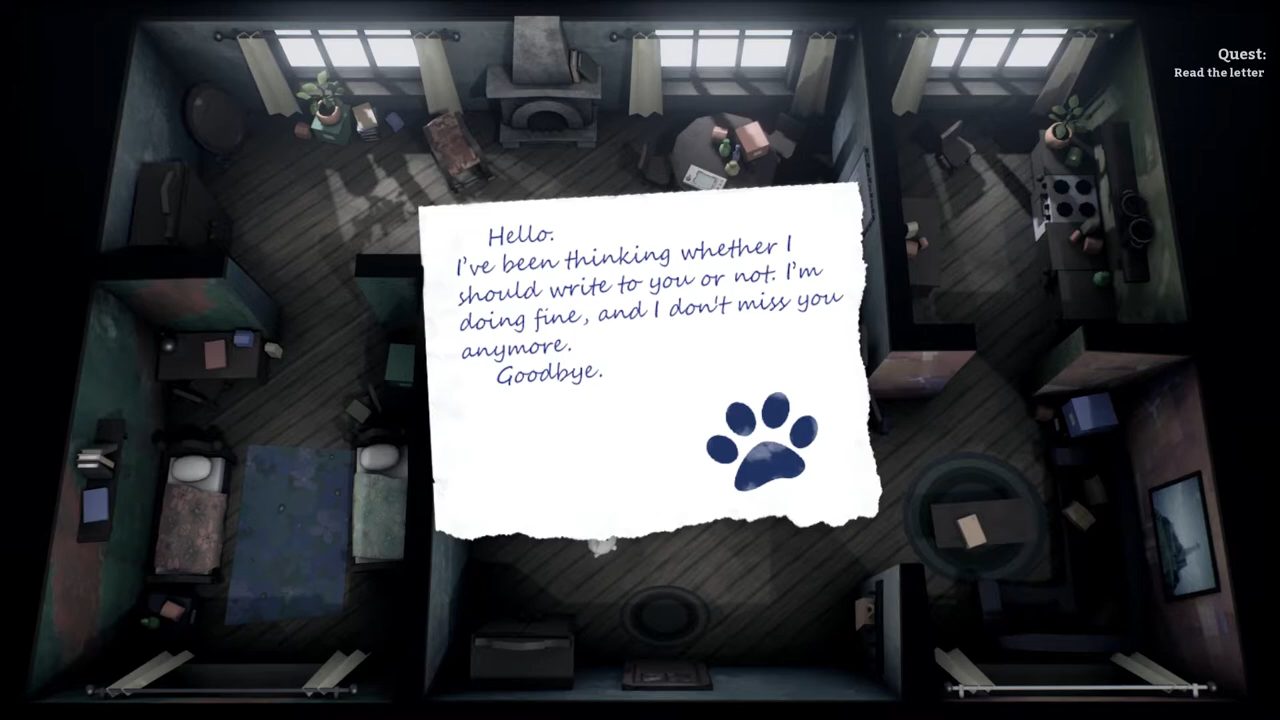 Quest:
Read the letter
Hello.
I've been thinking whether I
should write to you or not. I'm
doing fine, and I don't miss you
anymore.
Goodbye.